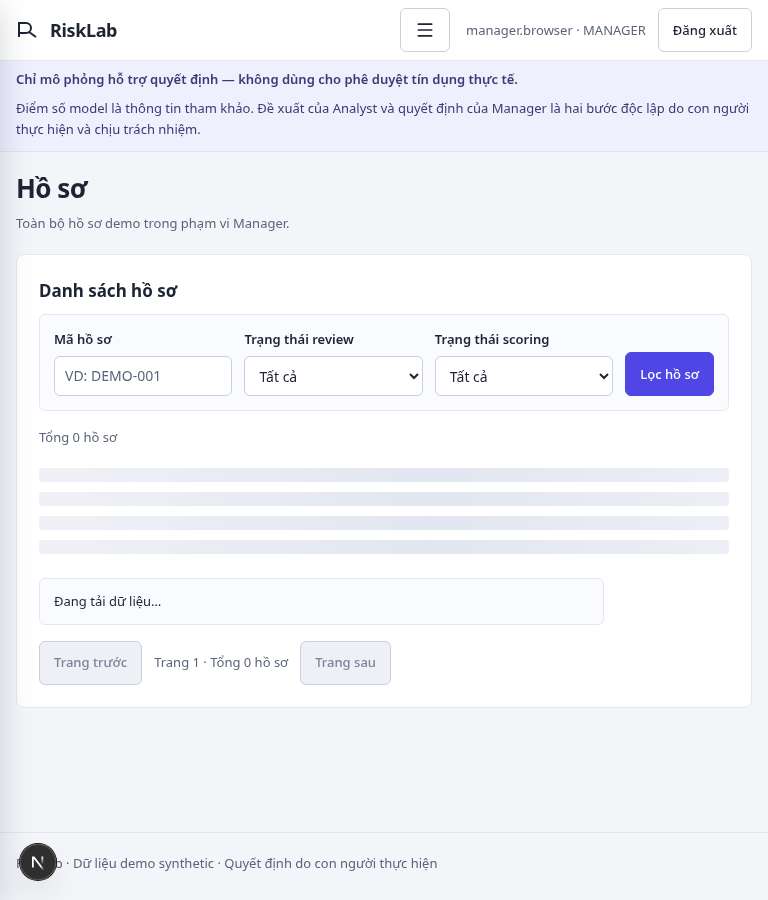 RiskLab
manager.browser · MANAGER
Đăng xuất
Chỉ mô phỏng hỗ trợ quyết định — không dùng cho phê duyệt tín dụng thực tế.
Điểm số model là thông tin tham khảo. Đề xuất của Analyst và quyết định của Manager là hai bước độc lập do con người
thực hiện và chịu trách nhiệm.
Hồ sơ
Toàn bộ hồ sơ demo trong phạm vi Manager.
Danh sách hồ sơ
Mã hồ sơ
Trạng thái review
Trạng thái scoring
VD: DEMO-001
Tất cả
Tất cả
Lọc hồ sơ
Tổng 0 hồ sơ
Đang tải dữ liệu…
Trang trước
Trang 1 · Tổng 0 hồ sơ
Trang sau
N
· Dữ liệu demo synthetic · Quyết định do con người thực hiện